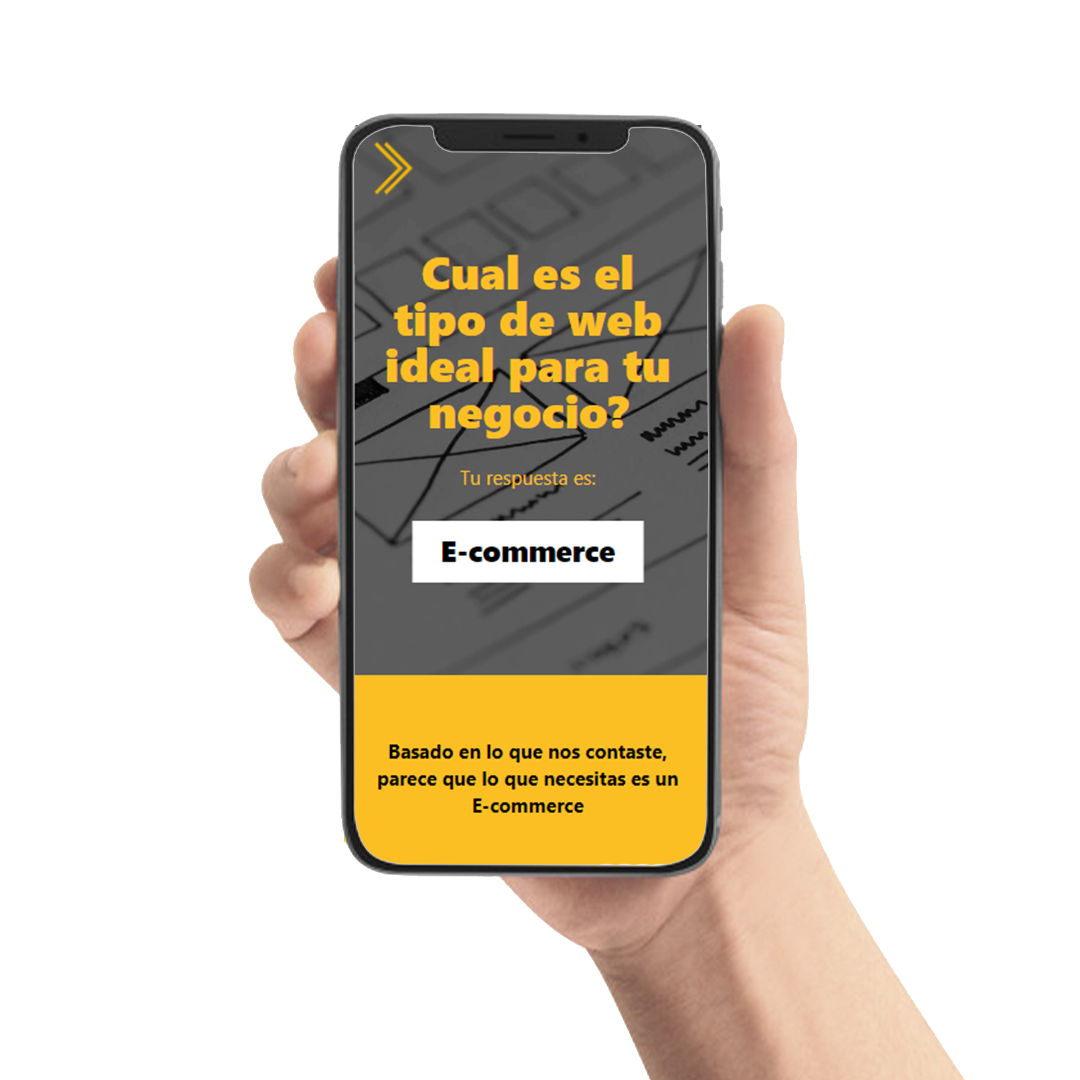 Cual es el
tipo de web
ideal para tu
negocio?
Tu respuesta es:
E-commerce
Basado en lo que nos contaste,
parece que lo que necesitas es un
E-commerce